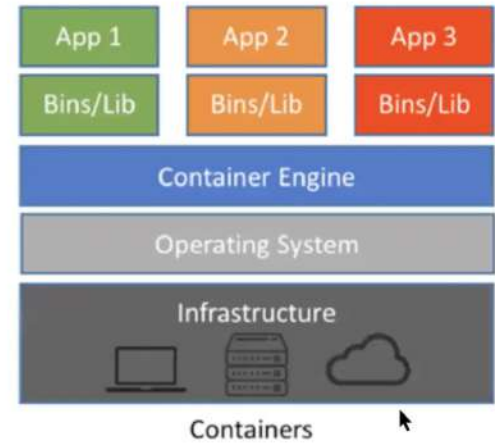 App 1 App 2 App 3
Bins/Lib Bins/Lib Bins/Lib
Container Engine
Operating System
Infrastructure
Containers